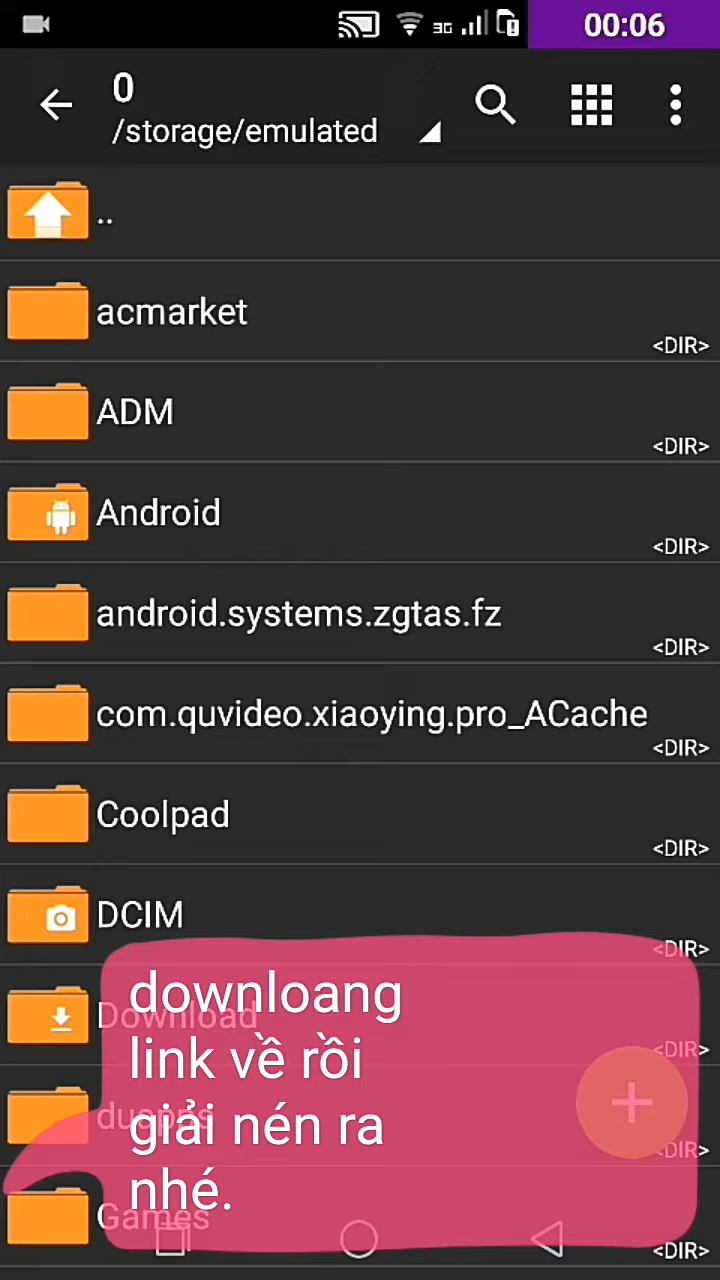 3G
00:06
0
/storage/emulated
..
acmarket
<DIR>
ADM
<DIR>
Android
<DIR>
android.systems.zgtas.fz
<DIR>
com.quvideo.xiaoying.pro_ACache
<DIR>
Coolpad
<DIR>
DCIM
<DIR>
Download
<DIR>
<DIR>
Games
<DIR>
downloang
link về rồi
giải nén ra
nhé.